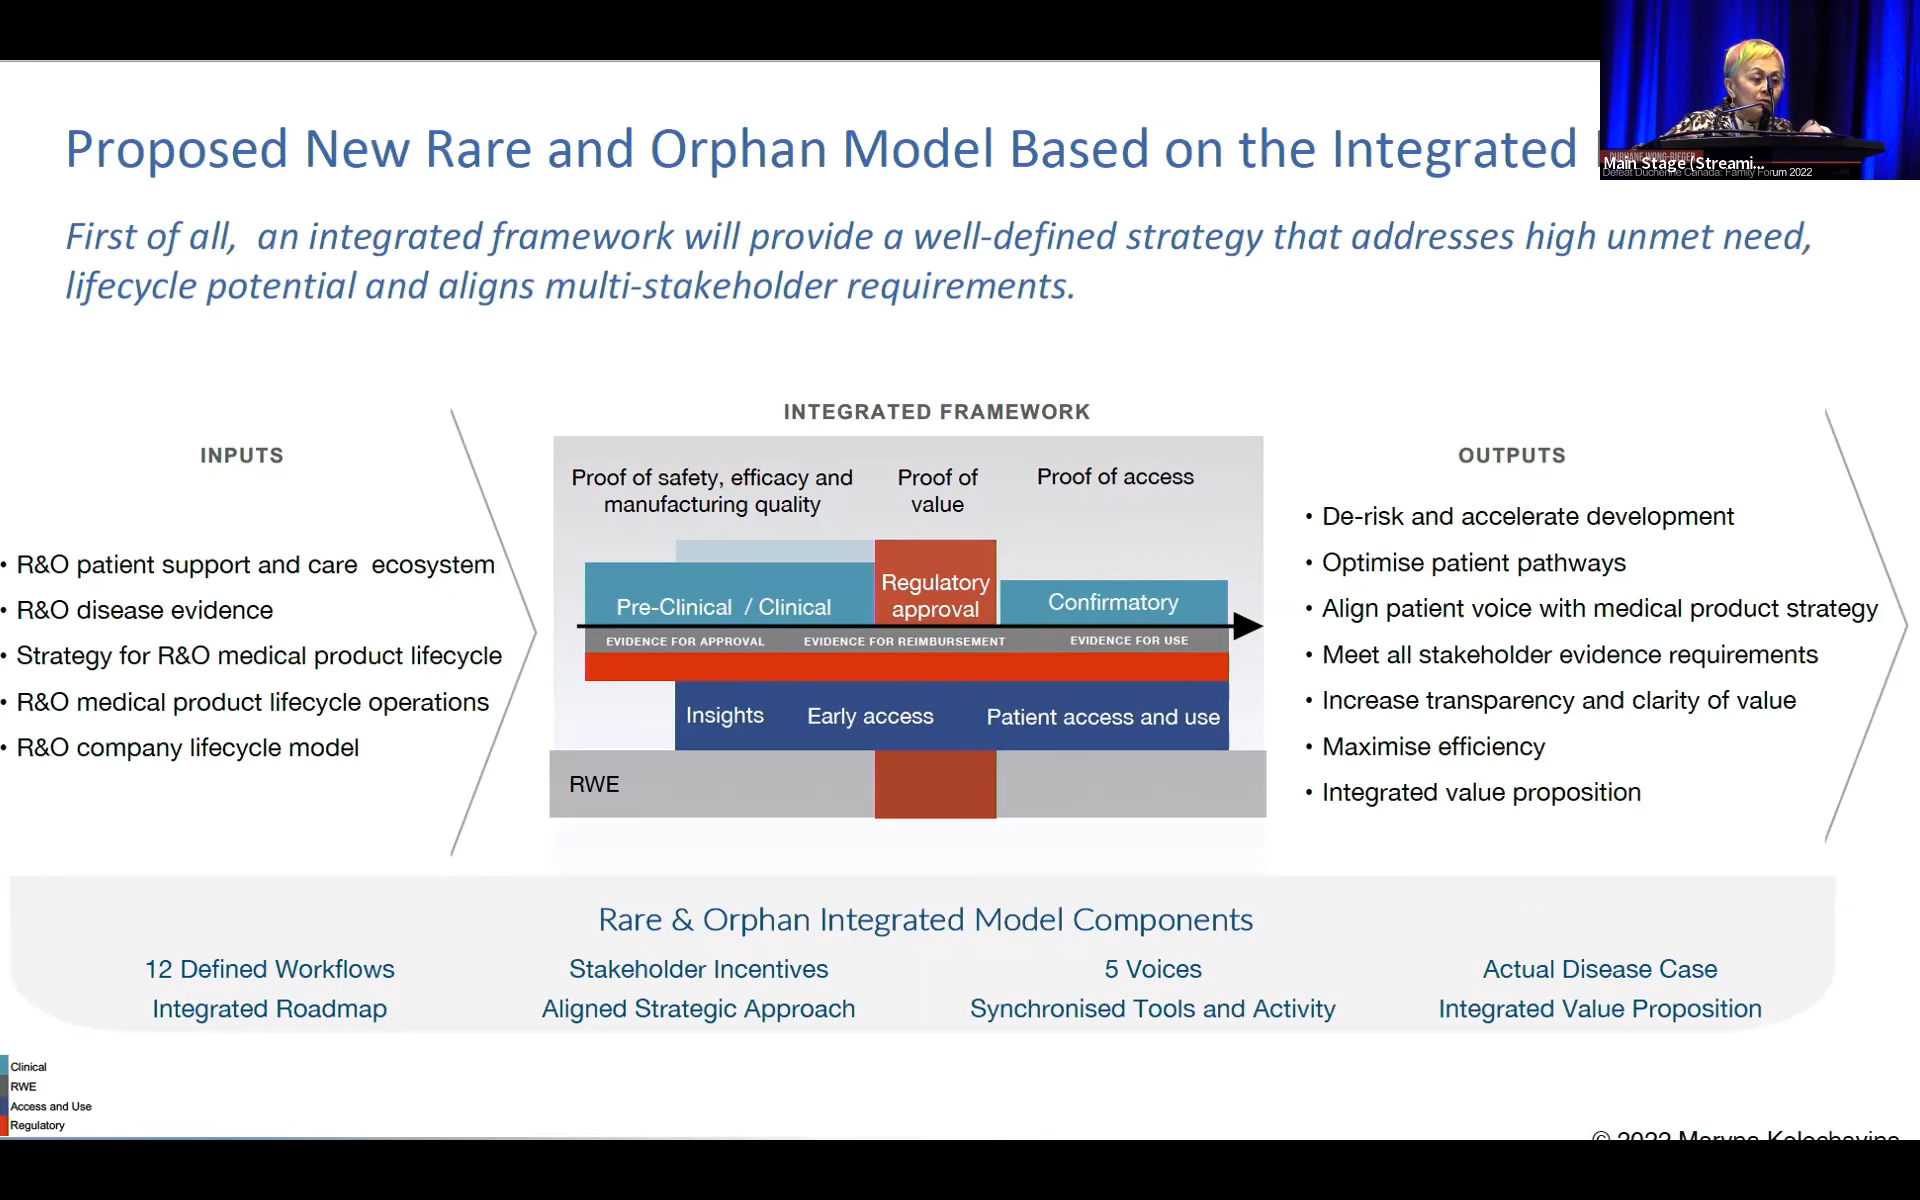 Proposed New Rare and Orphan Model Based on the Integrated
Main Stage (Streami...
Defeat Duchenne Canada: Family Forum 2022
First of all, an integrated framework will provide a well-defined strategy that addresses high unmet need,
lifecycle potential and aligns multi-stakeholder requirements.
INPUTS
• R&O patient support and care ecosystem
• R&O disease evidence
• Strategy for R&O medical product lifecycle
• R&O medical product lifecycle operations
• R&O company lifecycle model
INTEGRATED FRAMEWORK
Proof of safety, efficacy and
manufacturing quality
Proof of
value
Proof of access
Pre-Clinical / Clinical
Regulatory
approval
Confirmatory
EVIDENCE FOR APPROVAL
EVIDENCE FOR REIMBURSEMENT
EVIDENCE FOR USE
Insights
Early access
Patient access and use
RWE
OUTPUTS
• De-risk and accelerate development
• Optimise patient pathways
• Align patient voice with medical product strategy
• Meet all stakeholder evidence requirements
• Increase transparency and clarity of value
• Maximise efficiency
• Integrated value proposition
Rare & Orphan Integrated Model Components
12 Defined Workflows
Integrated Roadmap
Stakeholder Incentives
Aligned Strategic Approach
5 Voices
Synchronised Tools and Activity
Actual Disease Case
Integrated Value Proposition
Clinical
RWE
Access and Use
Regulatory
© 2022 Maryna Kolochavina